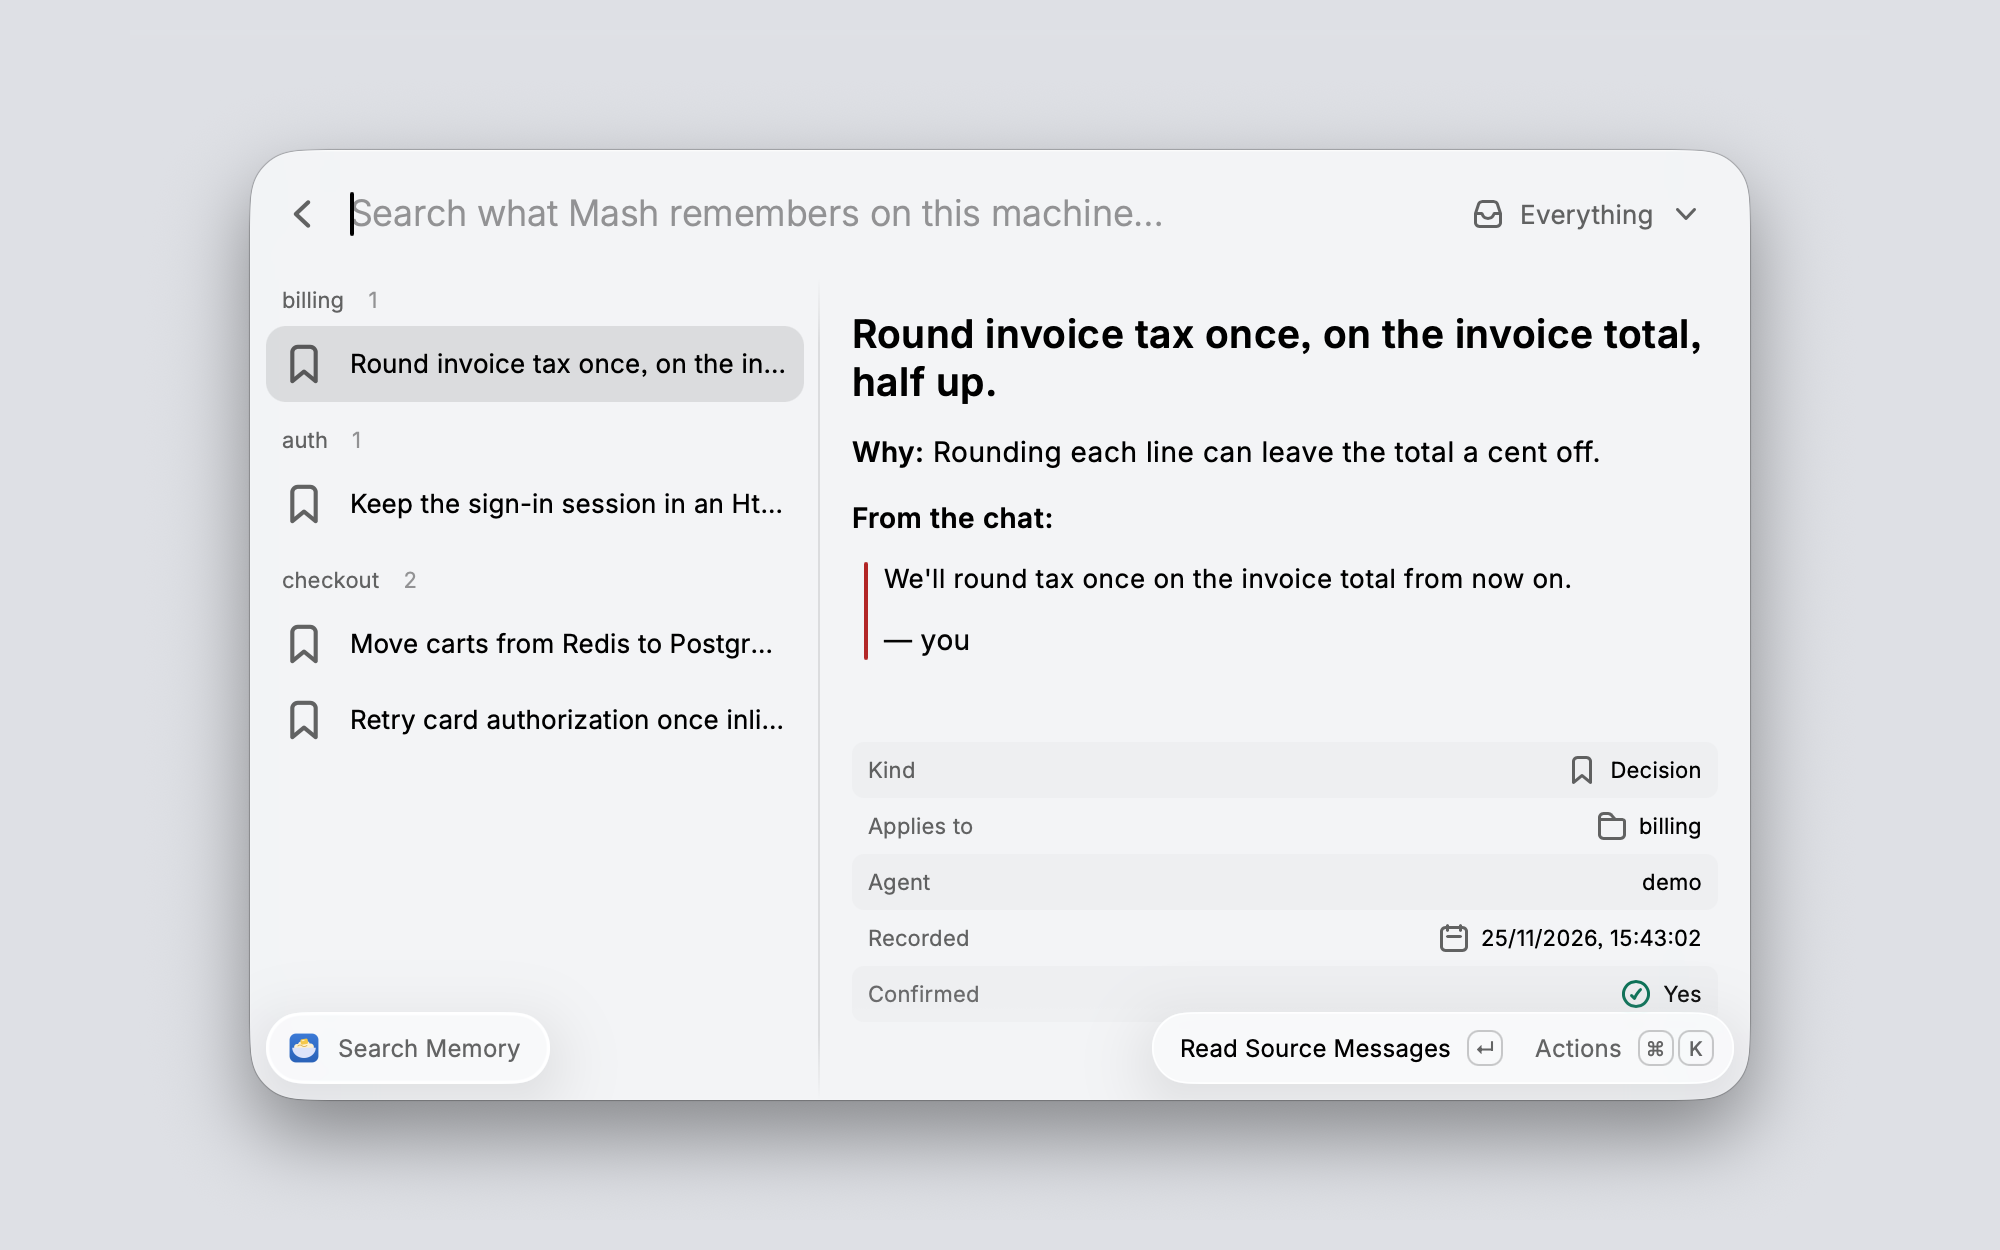 Search what Mash remembers on this machine...
Everything
billing 1
Round invoice tax once, on the in...
auth 1
Keep the sign-in session in an Ht...
checkout 2
Move carts from Redis to Postgr...
Retry card authorization once inli...
Round invoice tax once, on the invoice total,
half up.
Why: Rounding each line can leave the total a cent off.
From the chat:
We'll round tax once on the invoice total from now on.
— you
Kind Decision
Applies to billing
Agent demo
Recorded 25/11/2026, 15:43:02
Confirmed Yes
Search Memory
Read Source Messages ↵ Actions ⌘ K